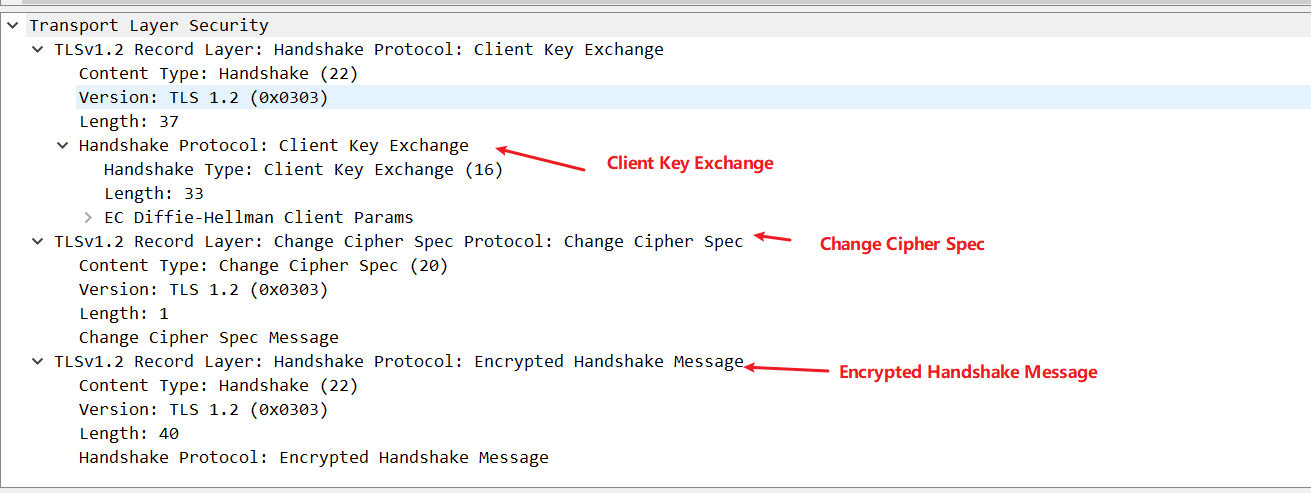 Transport Layer Security
TLSv1.2 Record Layer: Handshake Protocol: Client Key Exchange
Content Type: Handshake (22)
Version: TLS 1.2 (0x0303)
Length: 37
Handshake Protocol: Client Key Exchange
Client Key Exchange
Handshake Type: Client Key Exchange (16)
Length: 33
EC Diffie-Hellman Client Params
TLSv1.2 Record Layer: Change Cipher Spec Protocol: Change Cipher Spec
Change Cipher Spec
Content Type: Change Cipher Spec (20)
Version: TLS 1.2 (0x0303)
Length: 1
Change Cipher Spec Message
TLSv1.2 Record Layer: Handshake Protocol: Encrypted Handshake Message
Encrypted Handshake Message
Content Type: Handshake (22)
Version: TLS 1.2 (0x0303)
Length: 40
Handshake Protocol: Encrypted Handshake Message